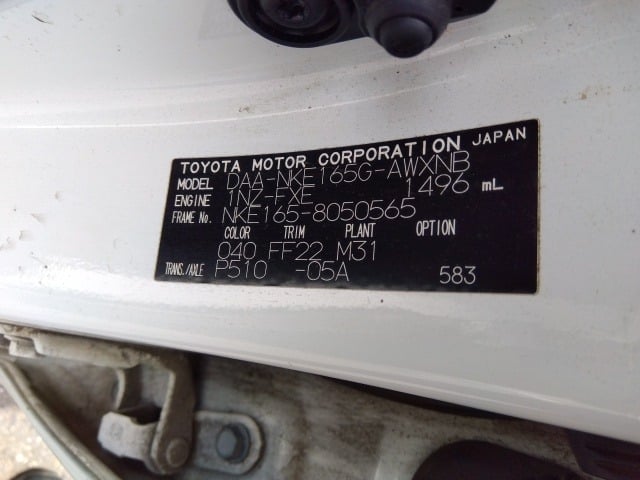 TOYOTA MOTOR CORPORATION JAPAN
MODEL DAA-NKE165G-AWXNB
ENGINE 1NZ-FXE 1496 mL
FRAME No. NKE165-8050565
COLOR TRIM PLANT OPTION
040 FF22 M31
TRANS./AXLE P510 -05A 583